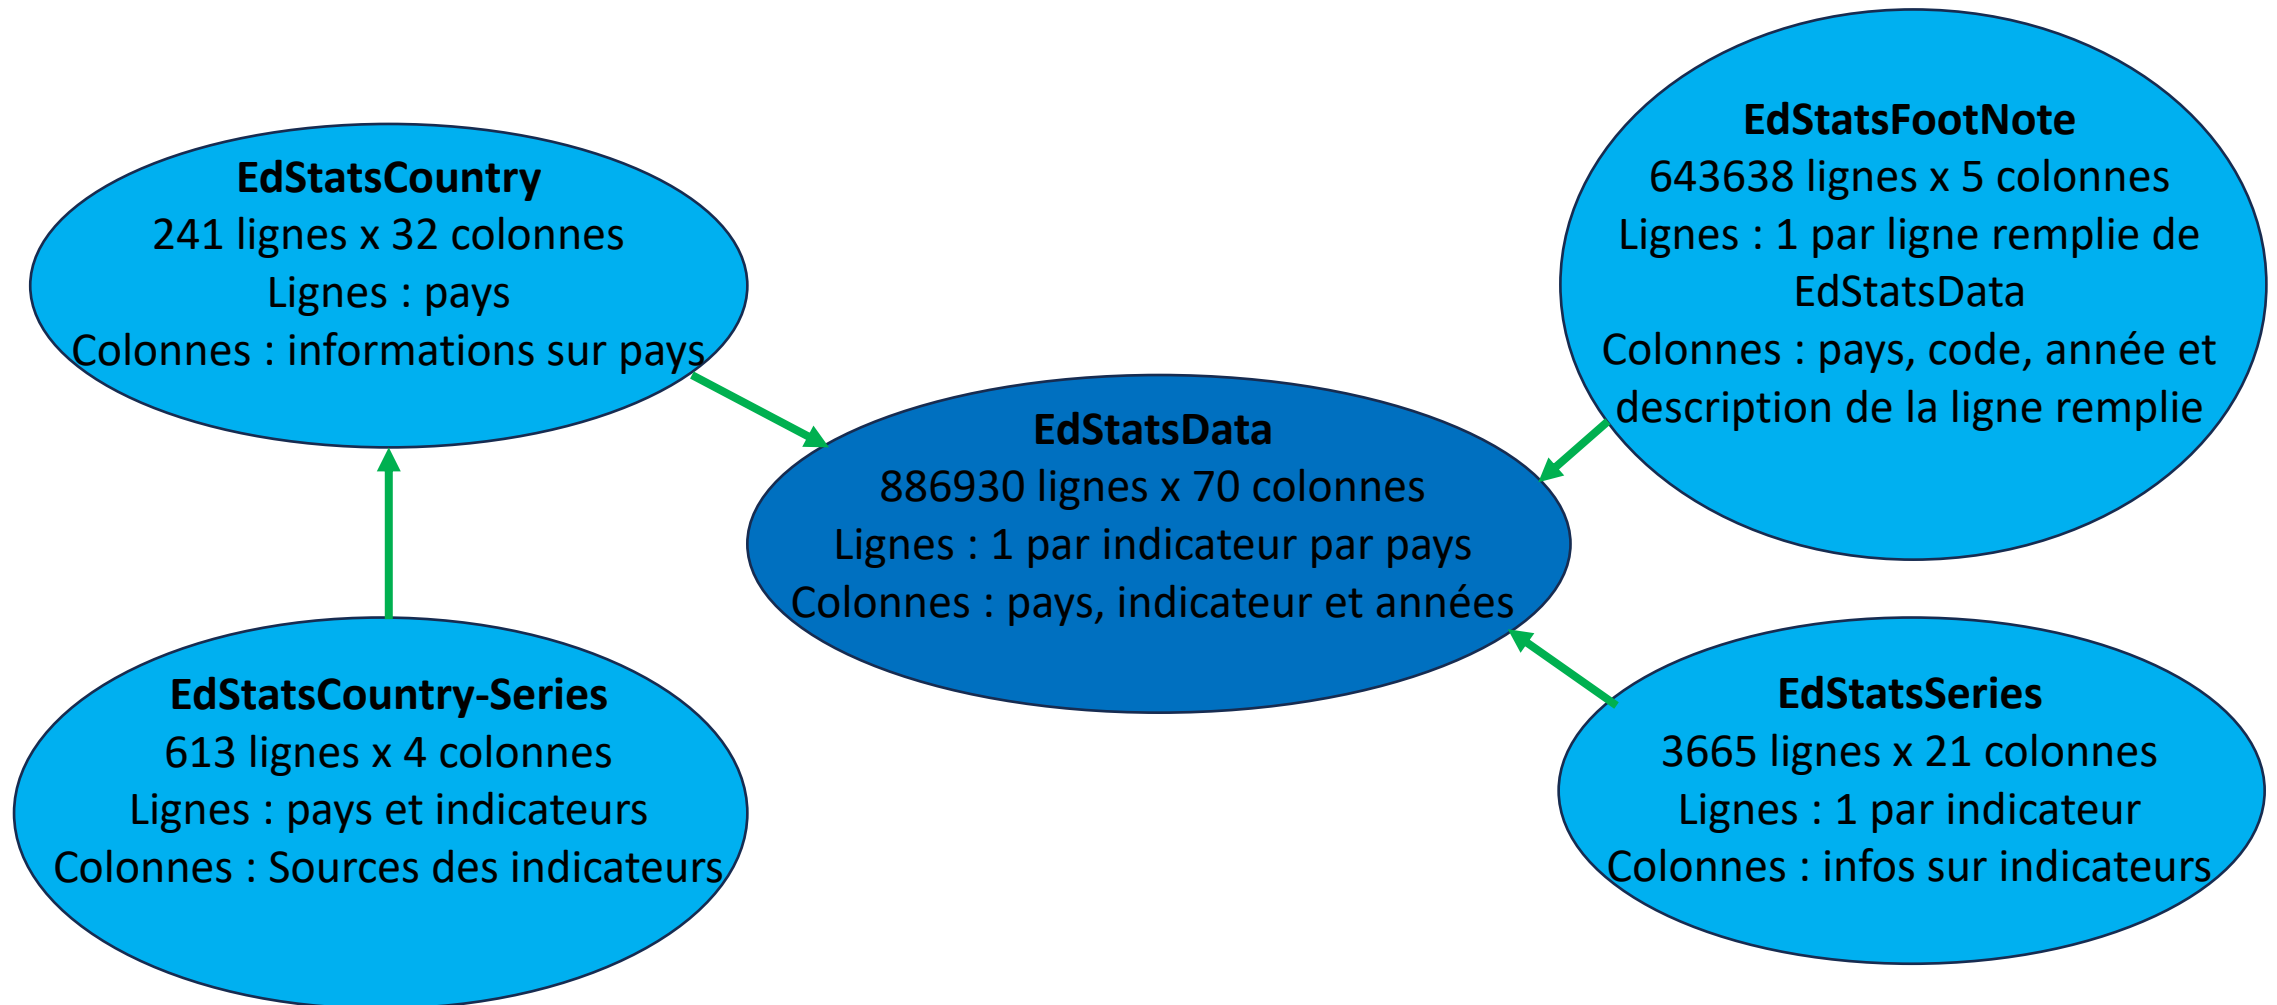 EdStatsCountry
241 lignes x 32 colonnes
Lignes : pays
Colonnes : informations sur pays
EdStatsFootNote
643638 lignes x 5 colonnes
Lignes : 1 par ligne remplie de
EdStatsData
Colonnes : pays, code, année et
description de la ligne remplie
EdStatsData
886930 lignes x 70 colonnes
Lignes : 1 par indicateur par pays
Colonnes : pays, indicateur et années
EdStatsCountry-Series
613 lignes x 4 colonnes
Lignes : pays et indicateurs
Colonnes : Sources des indicateurs
EdStatsSeries
3665 lignes x 21 colonnes
Lignes : 1 par indicateur
Colonnes : infos sur indicateurs